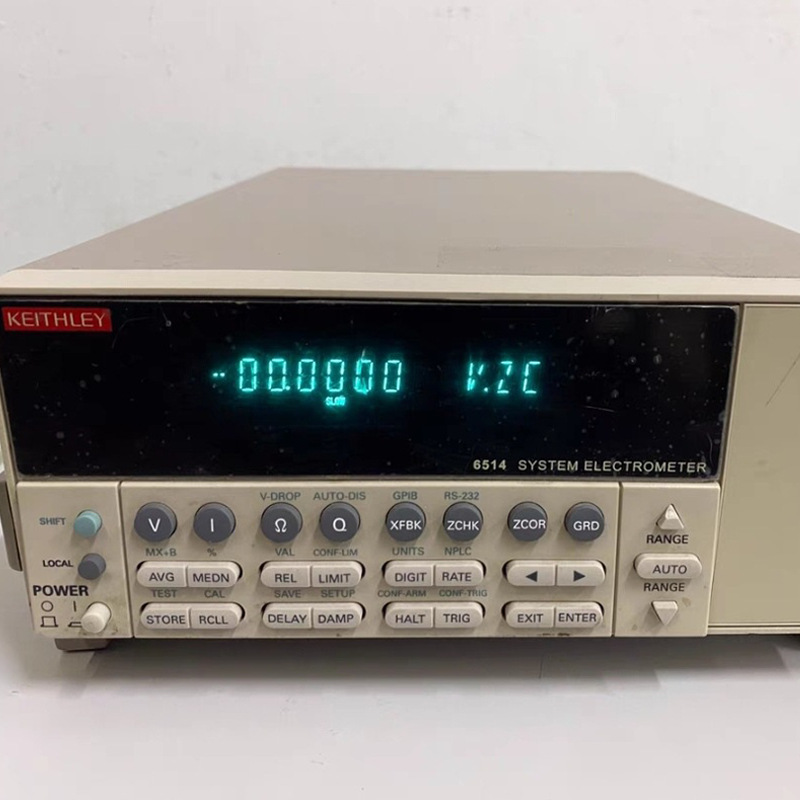 KEITHLEY
-00.0000 V.ZC
SLOW
6514 SYSTEM ELECTROMETER
V-DROP AUTO-DIS GPIB RS-232
SHIFT V I Ω Q XFBK ZCHK ZCOR GRD
MX+B % VAL CONF-LIM UNITS NPLC RANGE
LOCAL AVG MEDN REL LIMIT DIGIT RATE ◀ ▶ AUTO
POWER TEST CAL SAVE SETUP CONF-ARM CONF-TRIG RANGE
STORE RCLL DELAY DAMP HALT TRIG EXIT ENTER